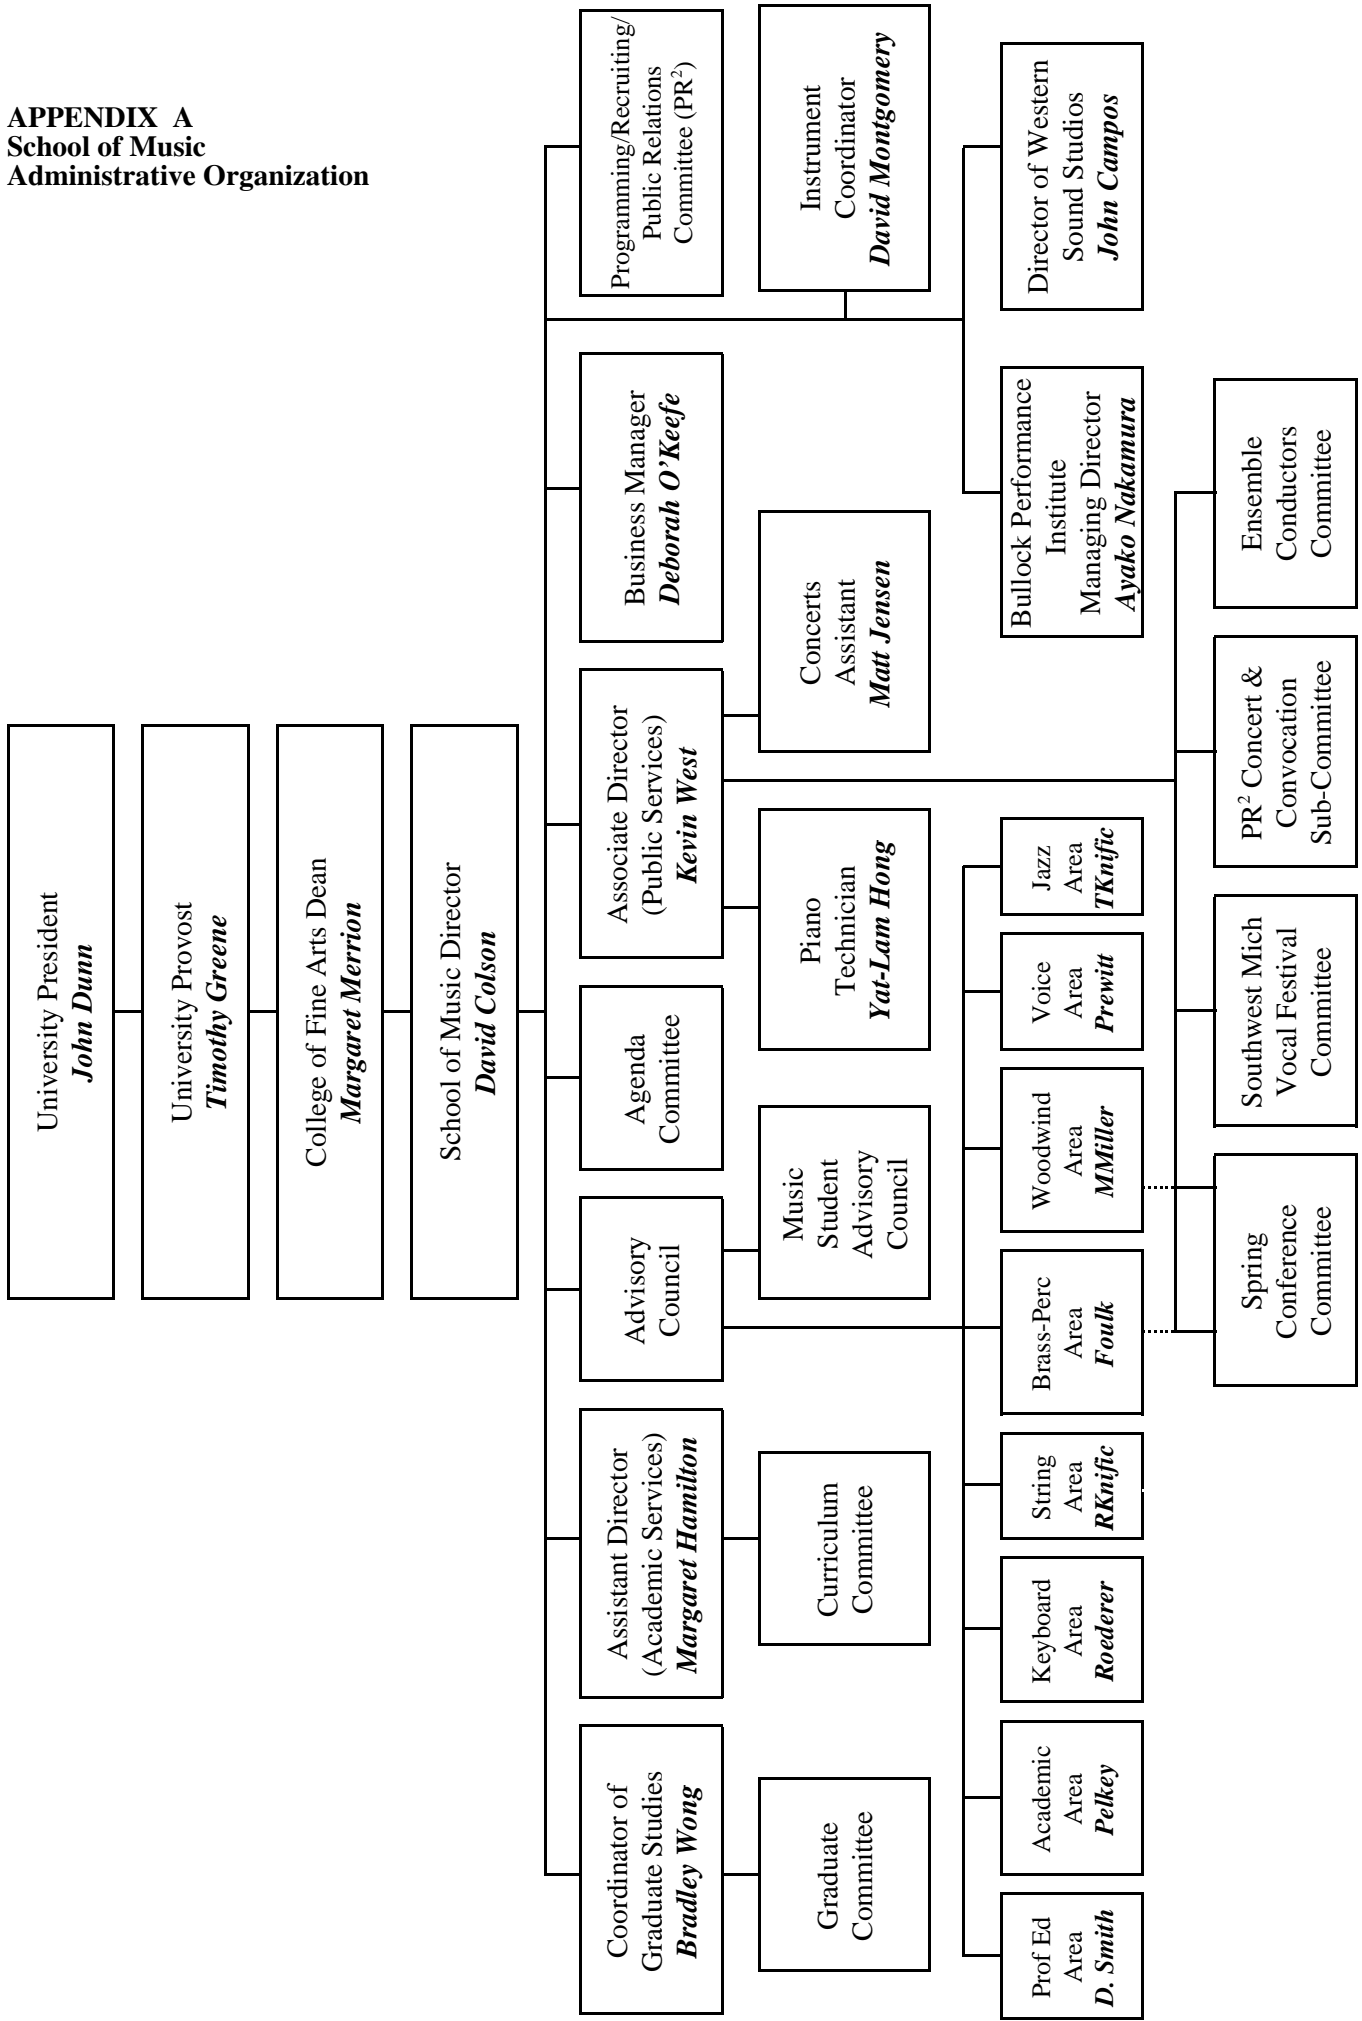 APPENDIX A
School of Music
Administrative Organization
University President
John Dunn
University Provost
Timothy Greene
College of Fine Arts Dean
Margaret Merrion
School of Music Director
David Colson
Coordinator of
Graduate Studies
Bradley Wong
Assistant Director
(Academic Services)
Margaret Hamilton
Advisory
Council
Agenda
Committee
Associate Director
(Public Services)
Kevin West
Business Manager
Deborah O'Keefe
Programming/Recruiting/
Public Relations
Committee (PR²)
Graduate
Committee
Curriculum
Committee
Music
Student
Advisory
Council
Piano
Technician
Yat-Lam Hong
Concerts
Assistant
Matt Jensen
Instrument
Coordinator
David Montgomery
Prof Ed
Area
D. Smith
Academic
Area
Pelkey
Keyboard
Area
Roederer
String
Area
RKnific
Brass-Perc
Area
Foulk
Woodwind
Area
MMiller
Voice
Area
Prewitt
Jazz
Area
TKnific
Bullock Performance
Institute
Managing Director
Ayako Nakamura
Director of Western
Sound Studios
John Campos
Spring
Conference
Committee
Southwest Mich
Vocal Festival
Committee
PR² Concert &
Convocation
Sub-Committee
Ensemble
Conductors
Committee